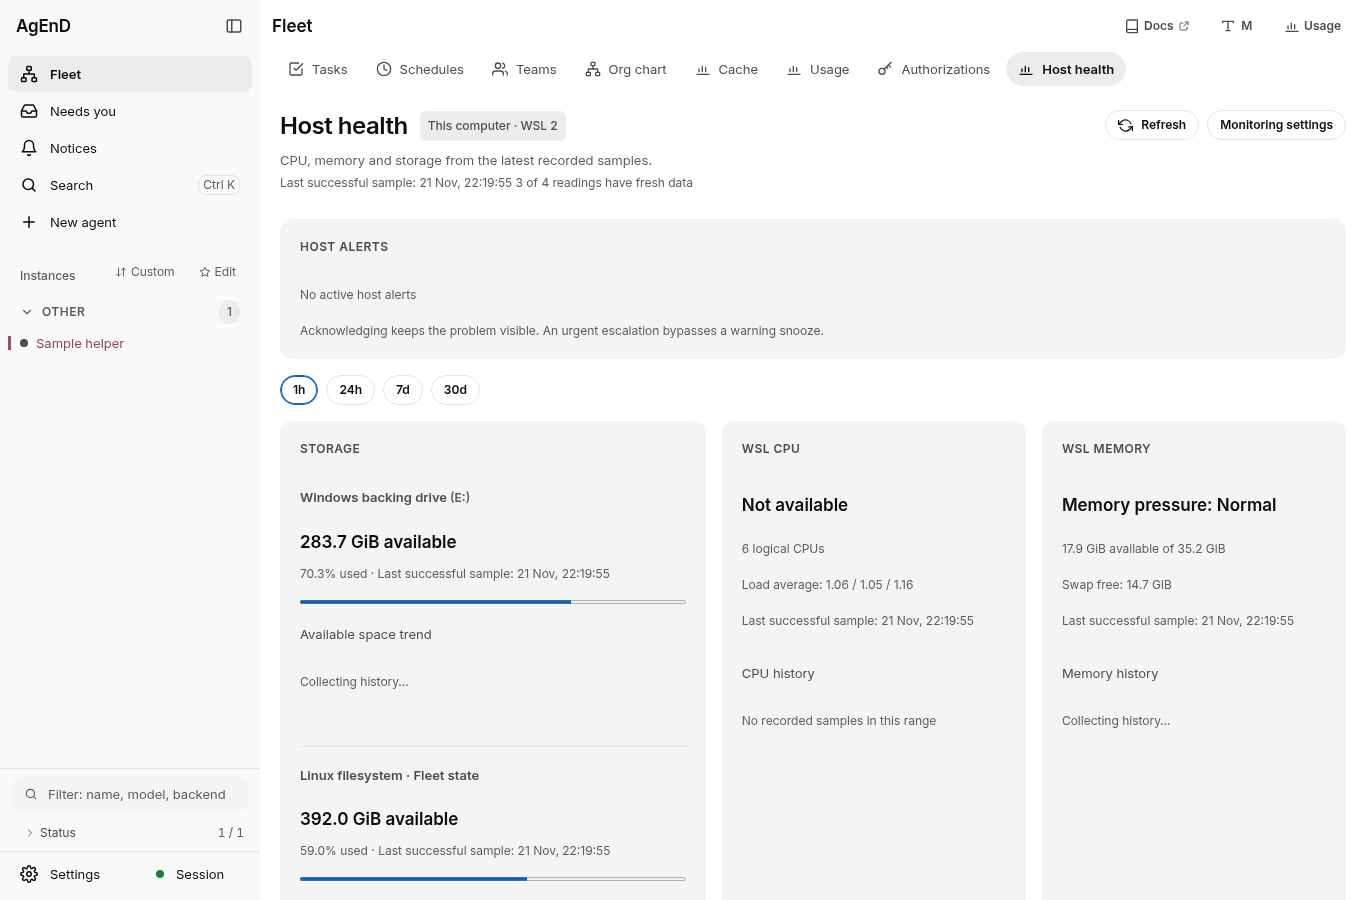 AgEnD
Fleet
Needs you
Notices
Search
Ctrl K
New agent
Instances
Custom
Edit
OTHER
1
Sample helper
Filter: name, model, backend
Status
1 / 1
Settings
Session
Fleet
Docs
M
Usage
Tasks
Schedules
Teams
Org chart
Cache
Usage
Authorizations
Host health
Host health
This computer · WSL 2
Refresh
Monitoring settings
CPU, memory and storage from the latest recorded samples.
Last successful sample: 21 Nov, 22:19:55 3 of 4 readings have fresh data
HOST ALERTS
No active host alerts
Acknowledging keeps the problem visible. An urgent escalation bypasses a warning snooze.
1h
24h
7d
30d
STORAGE
Windows backing drive (E:)
283.7 GiB available
70.3% used · Last successful sample: 21 Nov, 22:19:55
Available space trend
Collecting history...
Linux filesystem · Fleet state
392.0 GiB available
59.0% used · Last successful sample: 21 Nov, 22:19:55
WSL CPU
Not available
6 logical CPUs
Load average: 1.06 / 1.05 / 1.16
Last successful sample: 21 Nov, 22:19:55
CPU history
No recorded samples in this range
WSL MEMORY
Memory pressure: Normal
17.9 GiB available of 35.2 GiB
Swap free: 14.7 GiB
Last successful sample: 21 Nov, 22:19:55
Memory history
Collecting history...